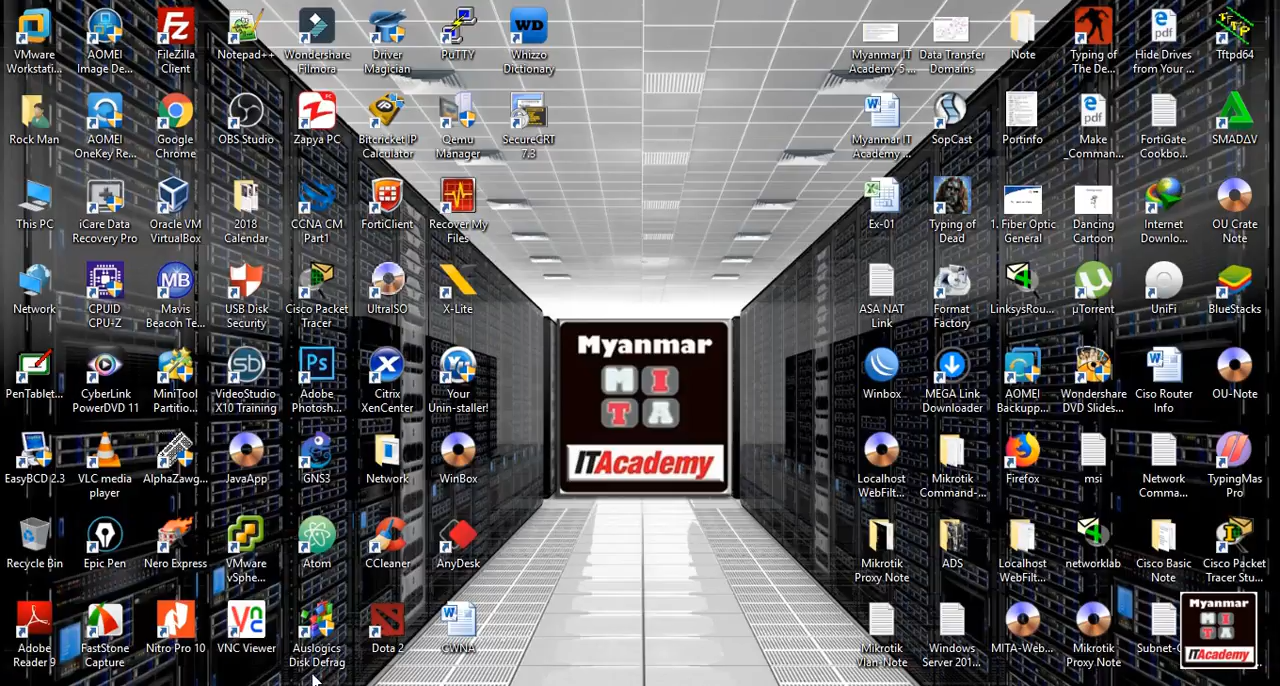 VMware
Workstati...
AOMEI
Image De...
FileZilla
Client
Notepad++
Wondershare
Filmora
Driver
Magician
PuTTY
WD
Whizzo
Dictionary
Myanmar IT
Academy 5 ...
Data Transfer
Domains
Note
Typing of
The De...
pdf
Hide Drives
from Your ...
Tftpd64
Rock Man
AOMEI
OneKey Re...
Google
Chrome
OBS Studio
Zapya PC
IP
Bitcricket IP
Calculator
Qemu
Manager
SecureCRT
7.3
Myanmar IT
Academy ...
SopCast
Portinfo
pdf
Make
_Comman...
FortiGate
Cookbo...
SMADΔV
This PC
iCare Data
Recovery Pro
Oracle VM
VirtualBox
2018
Calendar
CCNA CM
Part1
FortiClient
Recover My
Files
Ex-01
Typing of
Dead
1. Fiber Optic
General
Dancing
Cartoon
Internet
Downlo...
OU Crate
Note
Network
CPUID
CPU-Z
MB
Mavis
Beacon Te...
USB Disk
Security
Cisco Packet
Tracer
UltraISO
X-Lite
ASA NAT
Link
Format
Factory
LinksysRou...
µTorrent
UniFi
BlueStacks
PenTablet...
CyberLink
PowerDVD 11
MiniTool
Partitio...
VideoStudio
X10 Training
Ps
Adobe
Photosh...
Citrix
XenCenter
Your
Unin-staller!
Myanmar
M I
T A
ITAcademy
Winbox
MEGA Link
Downloader
AOMEI
Backupp...
Wondershare
DVD Slides...
Ciso Router
Info
OU-Note
EasyBCD 2.3
VLC media
player
AlphaZawg...
JavaApp
GNS3
Network
WinBox
Localhost
WebFilt...
Mikrotik
Command-...
Firefox
msi
Network
Comma...
TypingMas
Pro
Recycle Bin
Epic Pen
Nero Express
VMware
vSphe...
Atom
CCleaner
AnyDesk
Mikrotik
Proxy Note
ADS
Localhost
WebFilt...
networklab
Cisco Basic
Note
Cisco Packet
Tracer Stu...
Adobe
Reader 9
FastStone
Capture
Nitro Pro 10
VNC Viewer
Auslogics
Disk Defrag
Dota 2
CWNA
Mikrotik
Vlan-Note
Windows
Server 201...
MITA-Web...
Mikrotik
Proxy Note
Myanmar
M I
T A
ITAcademy